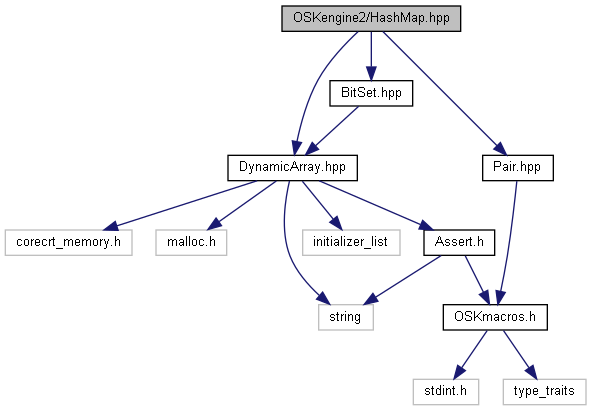 OSKengine2/HashMap.hpp
BitSet.hpp
DynamicArray.hpp
Pair.hpp
corecrt_memory.h
malloc.h
initializer_list
Assert.h
string
OSKmacros.h
stdint.h
type_traits